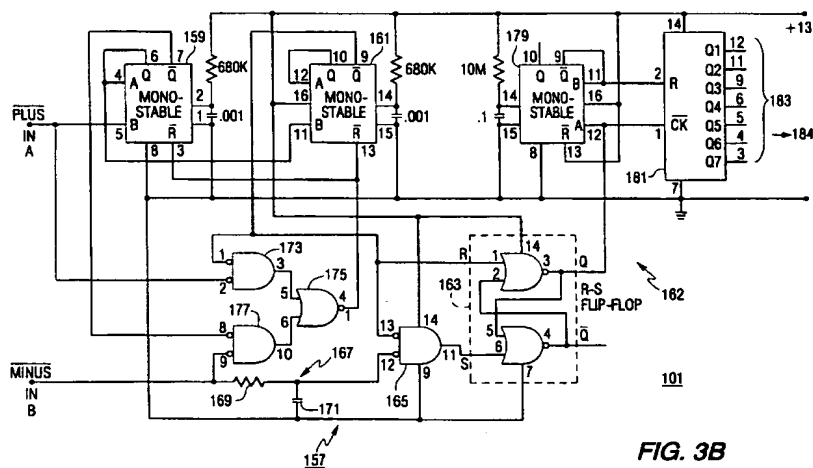 6 7 159
4 Q Q̅
A
MONO-STABLE
B R̅
5
2
1
8 3
680K
.001
10 9 161
12 Q Q̅
A
16
MONO-STABLE
B R̅
11
14
15
13
680K
.001
179
10 9
Q Q̅
B
11
16
MONO-STABLE
R̅ A
12
14
15
8 13
10M
.1
14
+13
2 R
1 C̅K̅
Q1 12
Q2 11
Q3 9
Q4 6
Q5 5
Q6 4
Q7 3
183
184
181
7
P̅L̅U̅S̅
IN
A
1
2
173
3
175
5
6
4
1
177
8
9
10
M̅I̅N̅U̅S̅
IN
B
167
169
171
157
13
12
14
11
9
165
R
S
163
14
1
2
3
Q
5
6
4
Q̅
7
R-S
FLIP-FLOP
162
101
FIG. 3B